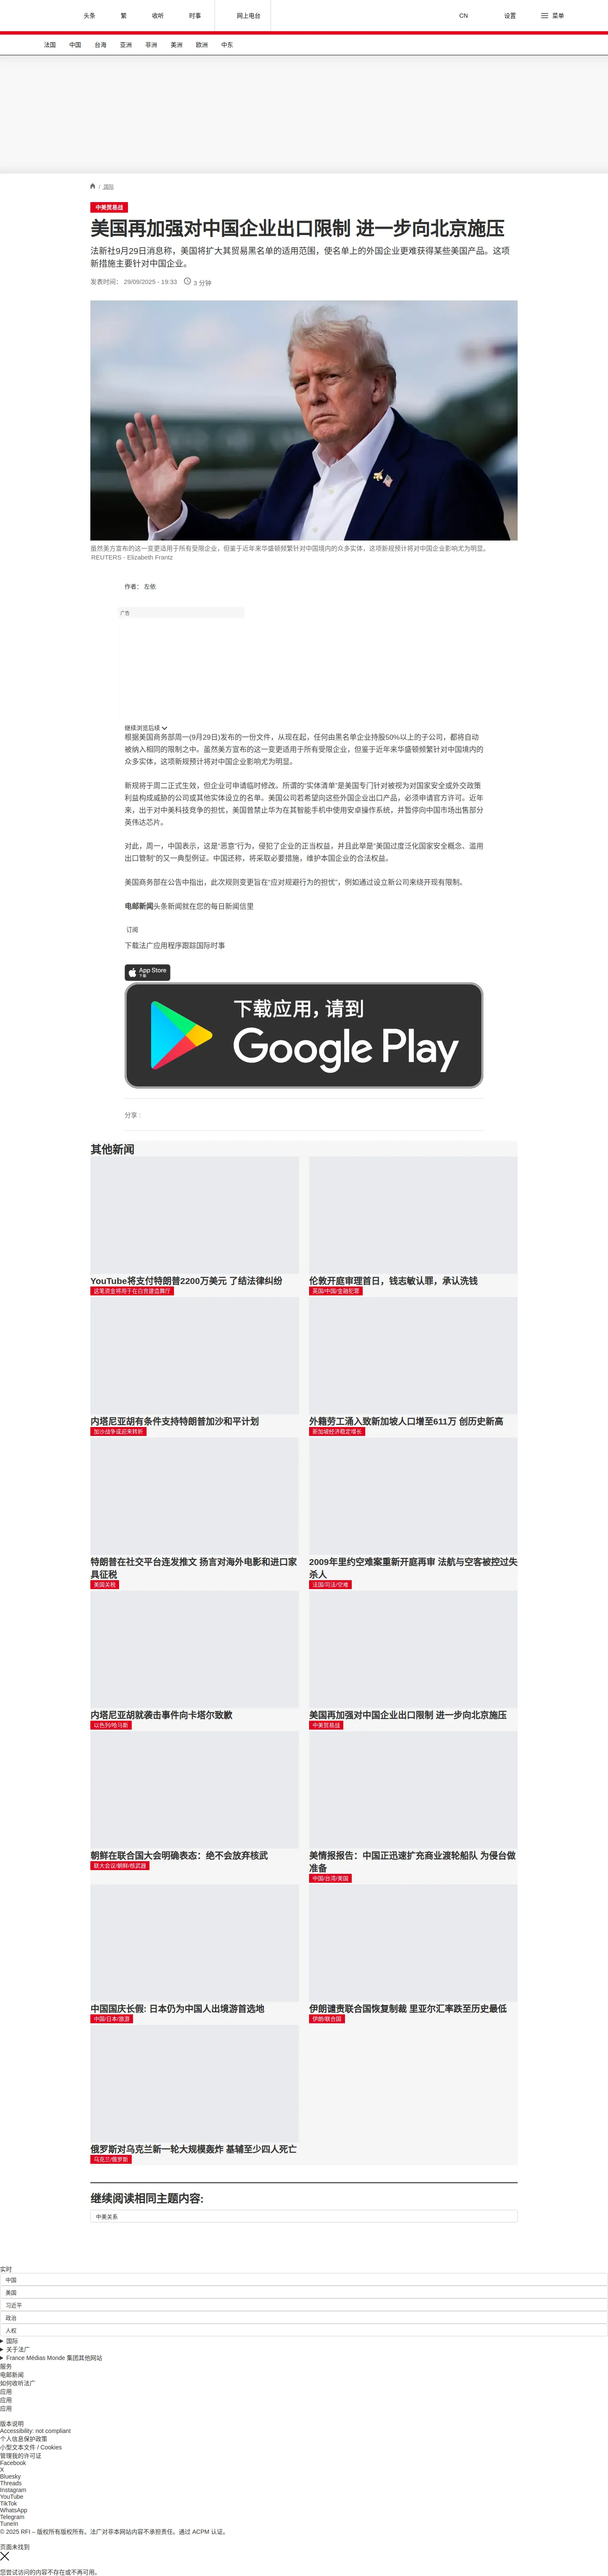 头条
繁
收听
时事
网上电台
CN
设置
菜单
法国
中国
台海
亚洲
非洲
美洲
欧洲
中东
/ 国际
中美贸易战
美国再加强对中国企业出口限制 进一步向北京施压
法新社9月29日消息称，美国将扩大其贸易黑名单的适用范围，使名单上的外国企业更难获得某些美国产品。这项
新措施主要针对中国企业。
发表时间： 29/09/2025 - 19:33
3 分钟
虽然美方宣布的这一变更适用于所有受限企业，但鉴于近年来华盛顿频繁针对中国境内的众多实体，这项新规预计将对中国企业影响尤为明显。
REUTERS - Elizabeth Frantz
作者： 左依
广告
继续浏览后续
根据美国商务部周一(9月29日)发布的一份文件，从现在起，任何由黑名单企业持股50%以上的子公司，都将自动
被纳入相同的限制之中。虽然美方宣布的这一变更适用于所有受限企业，但鉴于近年来华盛顿频繁针对中国境内的
众多实体，这项新规预计将对中国企业影响尤为明显。
新规将于周二正式生效，但企业可申请临时修改。所谓的“实体清单”是美国专门针对被视为对国家安全或外交政策
利益构成威胁的公司或其他实体设立的名单。美国公司若希望向这些外国企业出口产品，必须申请官方许可。近年
来，出于对中美科技竞争的担忧，美国曾禁止华为在其智能手机中使用安卓操作系统，并暂停向中国市场出售部分
英伟达芯片。
对此，周一，中国表示，这是“恶意”行为，侵犯了企业的正当权益，并且此举是“美国过度泛化国家安全概念、滥用
出口管制”的又一典型例证。中国还称，将采取必要措施，维护本国企业的合法权益。
美国商务部在公告中指出，此次规则变更旨在“应对规避行为的担忧”，例如通过设立新公司来绕开现有限制。
电邮新闻头条新闻就在您的每日新闻信里
订阅
下载法广应用程序跟踪国际时事
App Store
下载
下载应用，请到
Google Play
分享 :
其他新闻
YouTube将支付特朗普2200万美元 了结法律纠纷
这笔资金将用于在白宫建造舞厅
伦敦开庭审理首日，钱志敏认罪，承认洗钱
英国/中国/金融犯罪
内塔尼亚胡有条件支持特朗普加沙和平计划
加沙战争或迎来转折
外籍劳工涌入致新加坡人口增至611万 创历史新高
新加坡经济稳定增长
特朗普在社交平台连发推文 扬言对海外电影和进口家
具征税
美国关税
2009年里约空难案重新开庭再审 法航与空客被控过失
杀人
法国/司法/空难
内塔尼亚胡就袭击事件向卡塔尔致歉
以色列/哈马斯
美国再加强对中国企业出口限制 进一步向北京施压
中美贸易战
朝鲜在联合国大会明确表态：绝不会放弃核武
联大会议/朝鲜/核武器
美情报报告：中国正迅速扩充商业渡轮船队 为侵台做
准备
中国/台湾/美国
中国国庆长假: 日本仍为中国人出境游首选地
中国/日本/旅游
伊朗谴责联合国恢复制裁 里亚尔汇率跌至历史最低
伊朗/联合国
俄罗斯对乌克兰新一轮大规模轰炸 基辅至少四人死亡
乌克兰/俄罗斯
继续阅读相同主题内容:
中美关系
实时
中国
美国
习近平
政治
人权
国际
关于法广
France Médias Monde 集团其他网站
服务
电邮新闻
如何收听法广
应用
应用
应用
版本说明
Accessibility: not compliant
个人信息保护政策
小型文本文件 / Cookies
管理我的许可证
Facebook
X
Bluesky
Threads
Instagram
YouTube
TikTok
WhatsApp
Telegram
TuneIn
© 2025 RFI – 版权所有版权所有。法广对非本网站内容不承担责任。通过 ACPM 认证。
页面未找到
您尝试访问的内容不存在或不再可用。